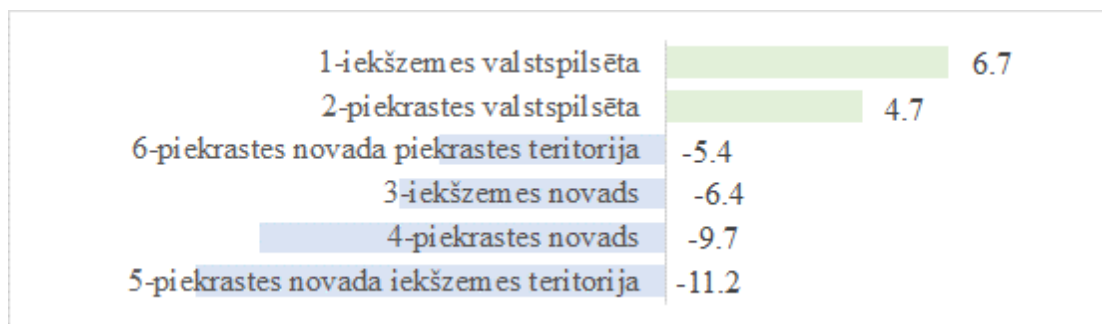 1-iekšzemes valstspilsēta 6.7
2-piekrastes valstspilsēta 4.7
6-piekrastes novada piekrastes teritorija -5.4
3-iekšzemes novads -6.4
4-piekrastes novads -9.7
5-piekrastes novada iekšzemes teritorija -11.2